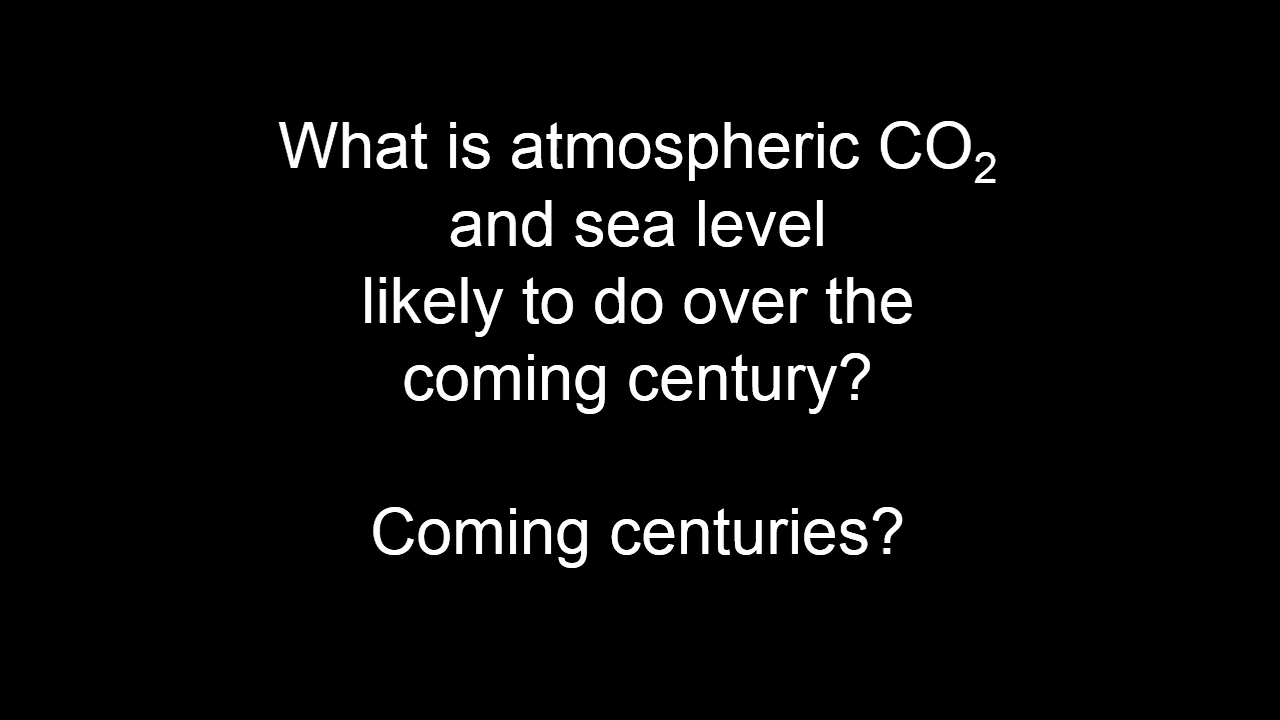 What is atmospheric CO₂
and sea level
likely to do over the
coming century?
Coming centuries?